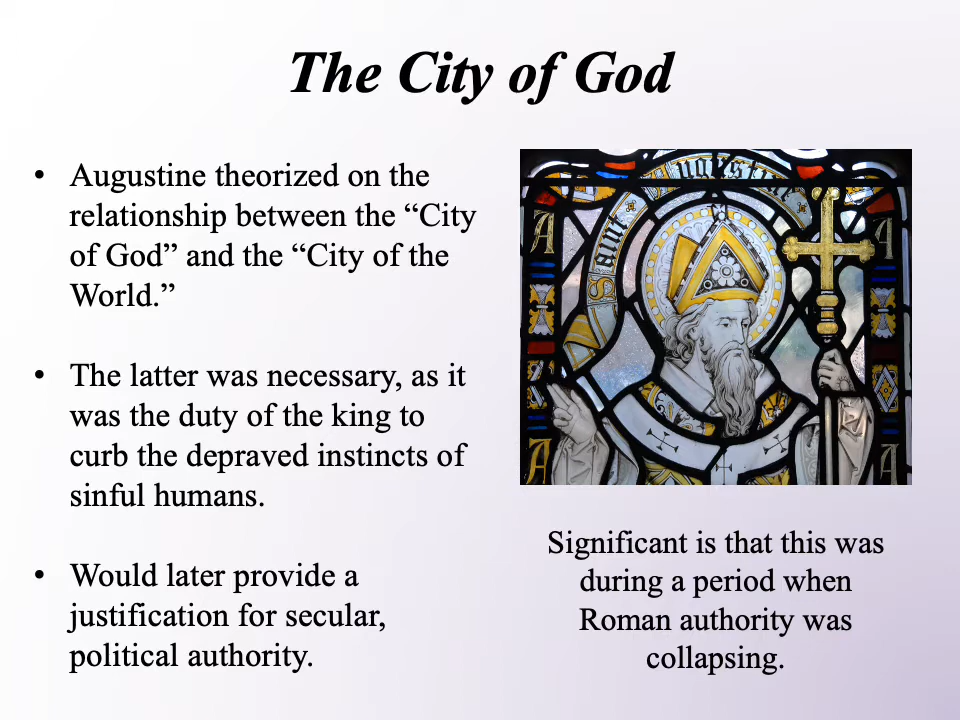 The City of God
• Augustine theorized on the
relationship between the “City
of God” and the “City of the
World.”
• The latter was necessary, as it
was the duty of the king to
curb the depraved instincts of
sinful humans.
• Would later provide a
justification for secular,
political authority.
Saint Augustine
A
A
A
A
Significant is that this was
during a period when
Roman authority was
collapsing.